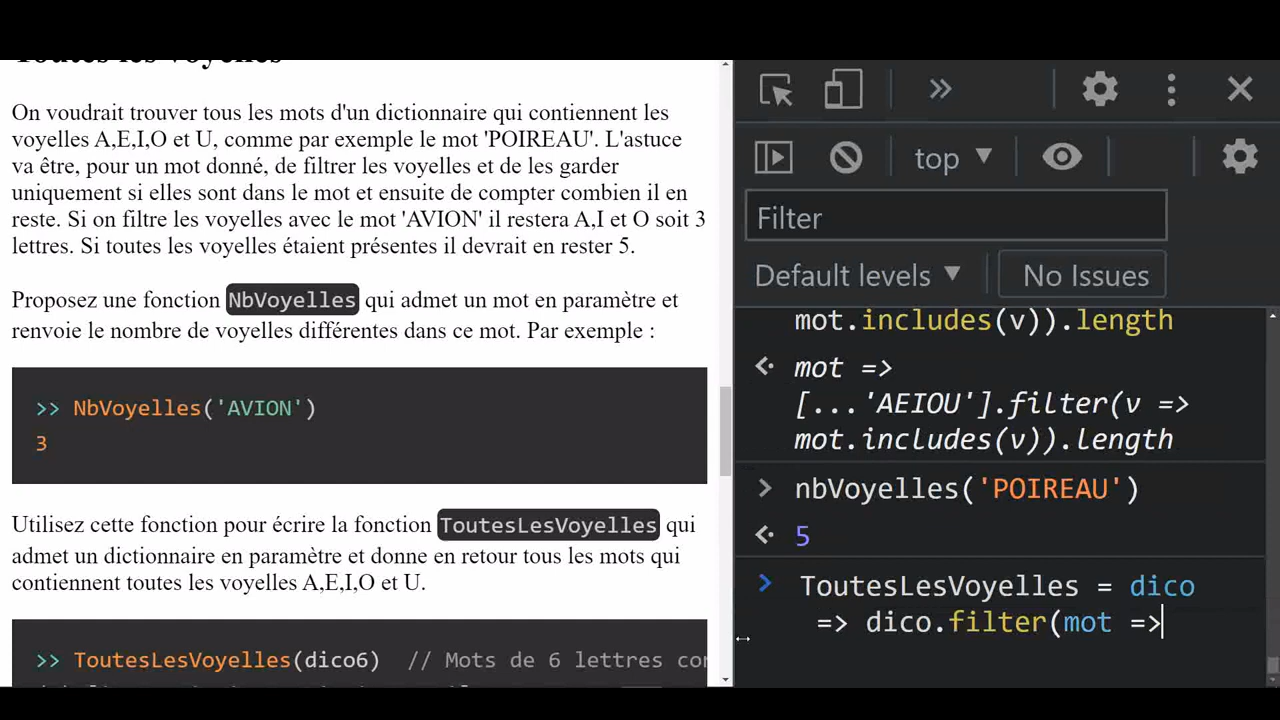 Toutes les voyelles
On voudrait trouver tous les mots d'un dictionnaire qui contiennent les
voyelles A,E,I,O et U, comme par exemple le mot 'POIREAU'. L'astuce
va être, pour un mot donné, de filtrer les voyelles et de les garder
uniquement si elles sont dans le mot et ensuite de compter combien il en
reste. Si on filtre les voyelles avec le mot 'AVION' il restera A,I et O soit 3
lettres. Si toutes les voyelles étaient présentes il devrait en rester 5.
Proposez une fonction NbVoyelles qui admet un mot en paramètre et
renvoie le nombre de voyelles différentes dans ce mot. Par exemple :
>> NbVoyelles('AVION')
3
Utilisez cette fonction pour écrire la fonction ToutesLesVoyelles qui
admet un dictionnaire en paramètre et donne en retour tous les mots qui
contiennent toutes les voyelles A,E,I,O et U.
>> ToutesLesVoyelles(dico6) // Mots de 6 lettres cor
top
Filter
Default levels
No Issues
mot.includes(v)).length
mot =>
[...'AEIOU'].filter(v =>
mot.includes(v)).length
> nbVoyelles('POIREAU')
5
> ToutesLesVoyelles = dico
=> dico.filter(mot =>